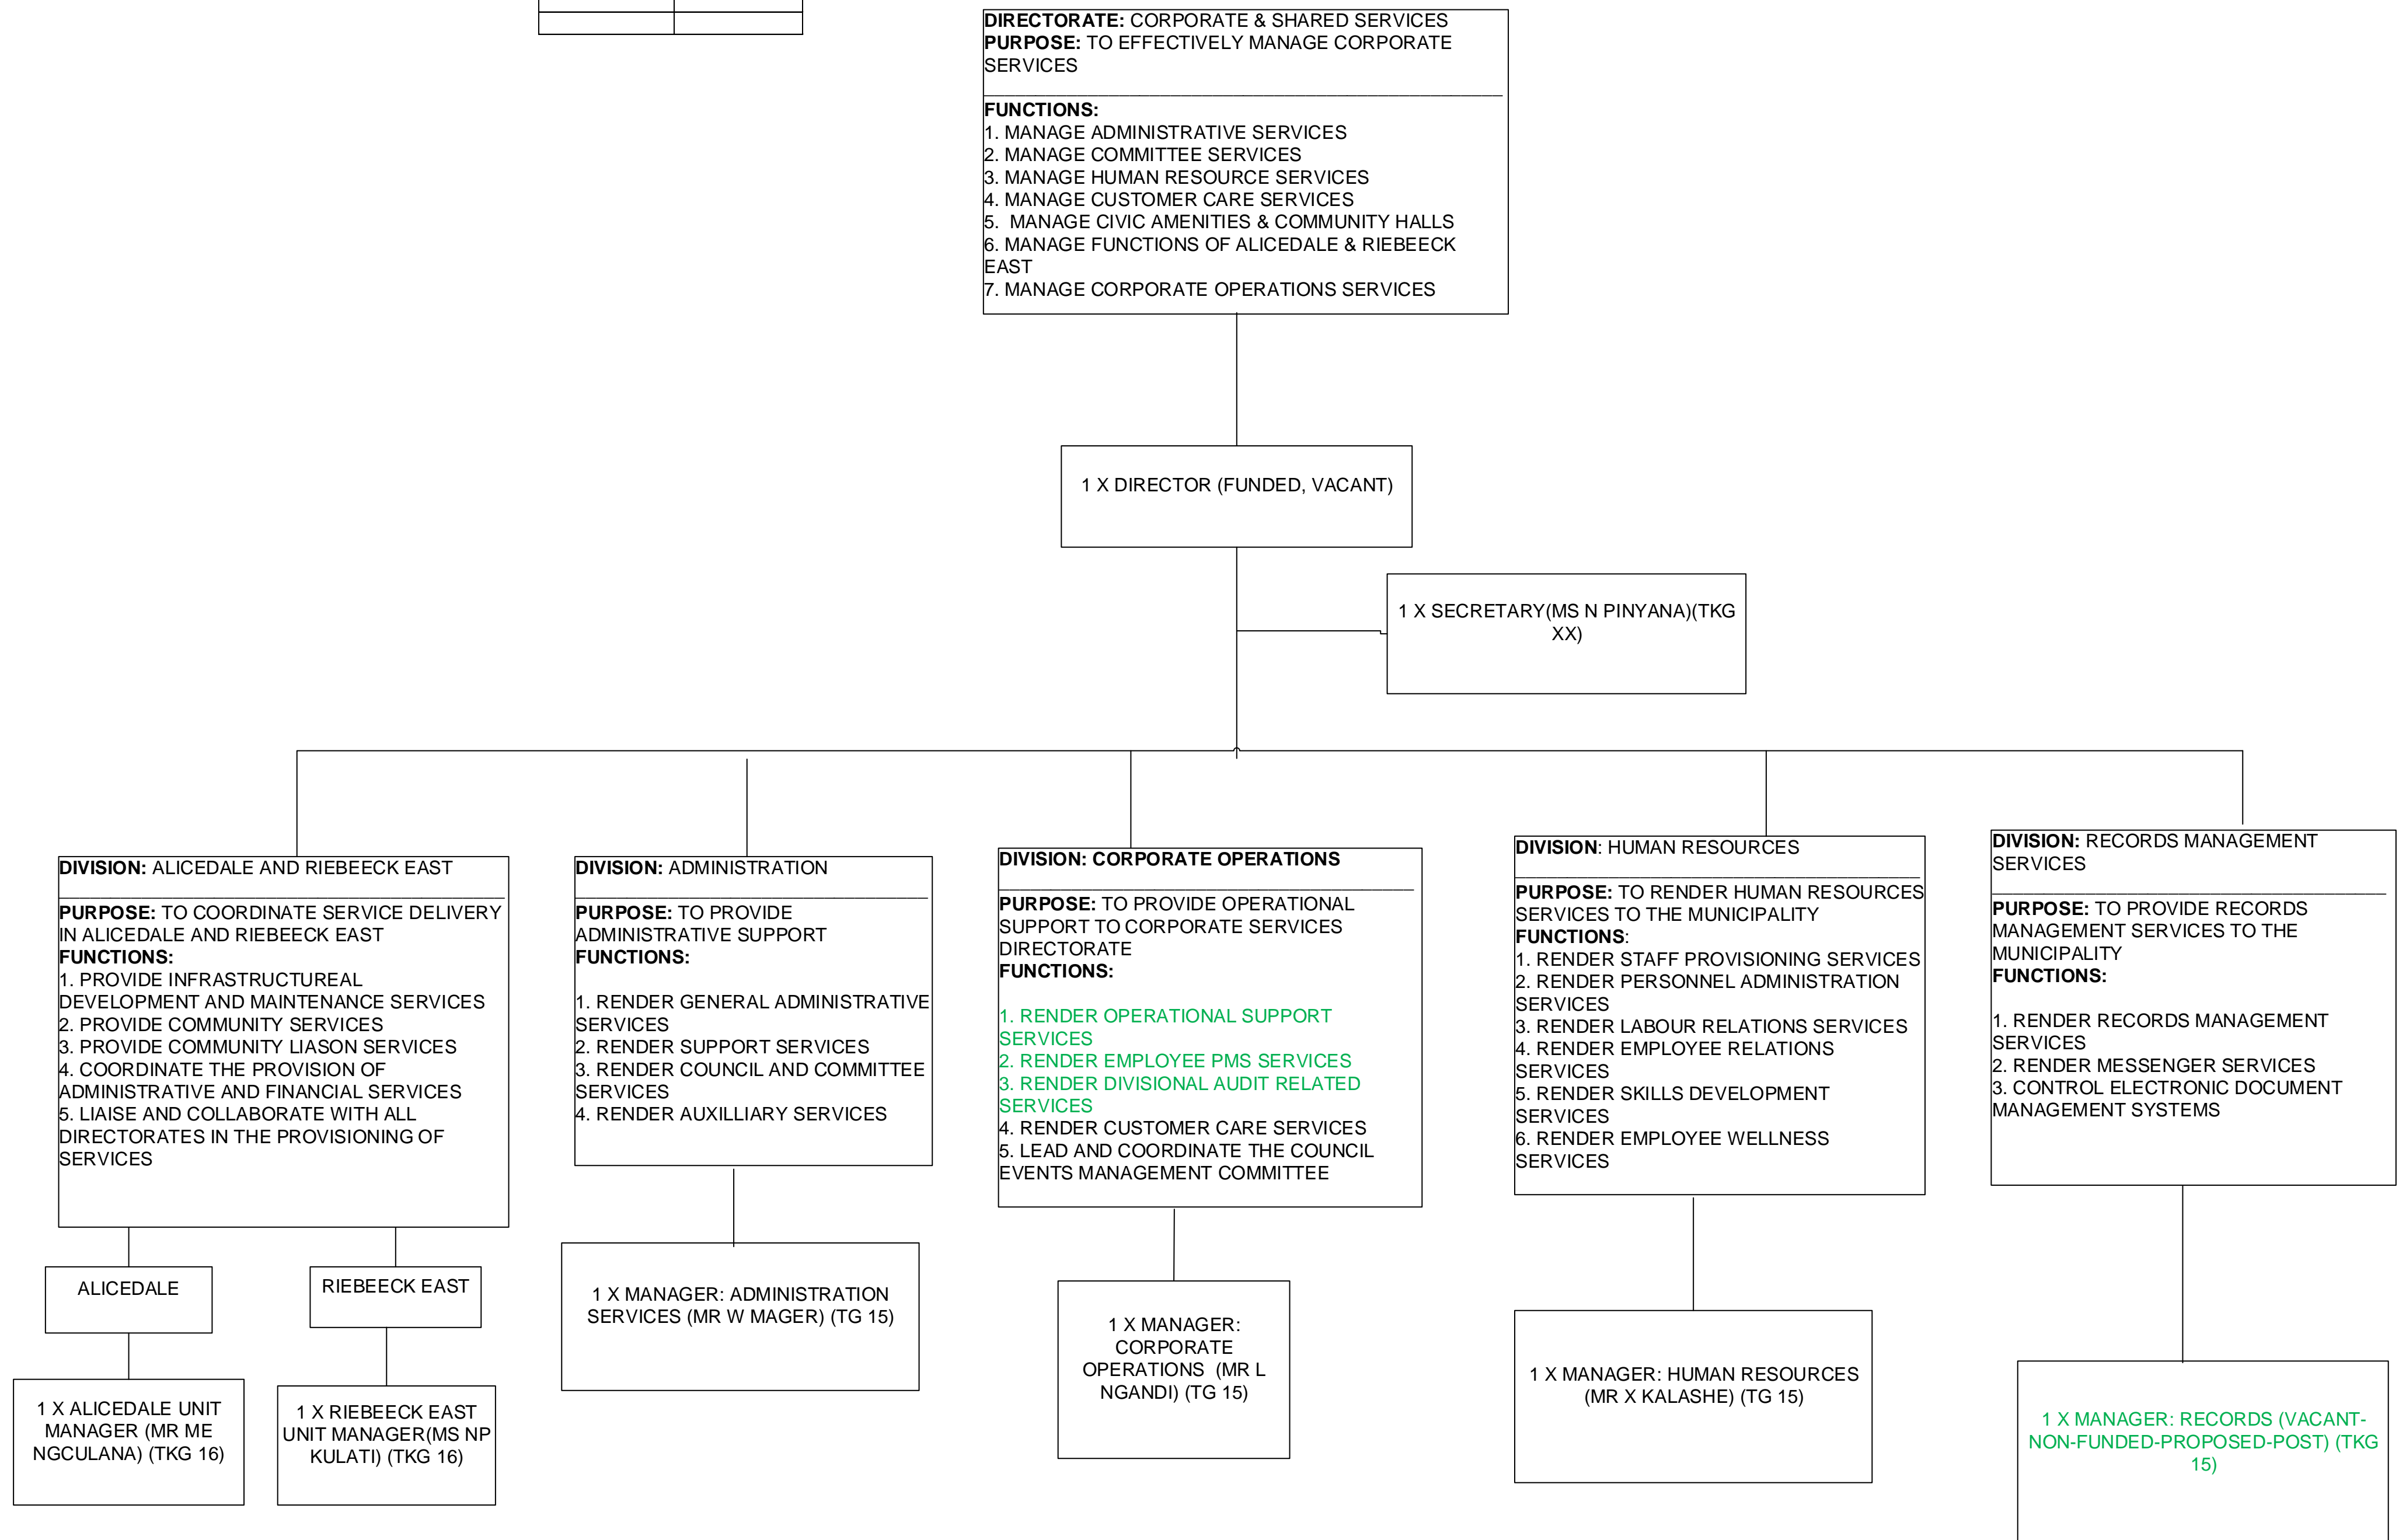 DIRECTORATE: CORPORATE & SHARED SERVICES
PURPOSE: TO EFFECTIVELY MANAGE CORPORATE
SERVICES
FUNCTIONS:
1. MANAGE ADMINISTRATIVE SERVICES
2. MANAGE COMMITTEE SERVICES
3. MANAGE HUMAN RESOURCE SERVICES
4. MANAGE CUSTOMER CARE SERVICES
5.  MANAGE CIVIC AMENITIES & COMMUNITY HALLS
6. MANAGE FUNCTIONS OF ALICEDALE & RIEBEECK
EAST
7. MANAGE CORPORATE OPERATIONS SERVICES
1 X DIRECTOR (FUNDED, VACANT)
1 X SECRETARY(MS N PINYANA)(TKG
XX)
DIVISION: ALICEDALE AND RIEBEECK EAST
PURPOSE: TO COORDINATE SERVICE DELIVERY
IN ALICEDALE AND RIEBEECK EAST
FUNCTIONS:
1. PROVIDE INFRASTRUCTUREAL
DEVELOPMENT AND MAINTENANCE SERVICES
2. PROVIDE COMMUNITY SERVICES
3. PROVIDE COMMUNITY LIASON SERVICES
4. COORDINATE THE PROVISION OF
ADMINISTRATIVE AND FINANCIAL SERVICES
5. LIAISE AND COLLABORATE WITH ALL
DIRECTORATES IN THE PROVISIONING OF
SERVICES
ALICEDALE
1 X ALICEDALE UNIT
MANAGER (MR ME
NGCULANA) (TKG 16)
RIEBEECK EAST
1 X RIEBEECK EAST
UNIT MANAGER(MS NP
KULATI) (TKG 16)
DIVISION: ADMINISTRATION
PURPOSE: TO PROVIDE
ADMINISTRATIVE SUPPORT
FUNCTIONS:
1. RENDER GENERAL ADMINISTRATIVE
SERVICES
2. RENDER SUPPORT SERVICES
3. RENDER COUNCIL AND COMMITTEE
SERVICES
4. RENDER AUXILLIARY SERVICES
1 X MANAGER: ADMINISTRATION
SERVICES (MR W MAGER) (TG 15)
DIVISION: CORPORATE OPERATIONS
PURPOSE: TO PROVIDE OPERATIONAL
SUPPORT TO CORPORATE SERVICES
DIRECTORATE
FUNCTIONS:
1. RENDER OPERATIONAL SUPPORT
SERVICES
2. RENDER EMPLOYEE PMS SERVICES
3. RENDER DIVISIONAL AUDIT RELATED
SERVICES
4. RENDER CUSTOMER CARE SERVICES
5. LEAD AND COORDINATE THE COUNCIL
EVENTS MANAGEMENT COMMITTEE
1 X MANAGER:
CORPORATE
OPERATIONS  (MR L
NGANDI) (TG 15)
DIVISION: HUMAN RESOURCES
PURPOSE: TO RENDER HUMAN RESOURCES
SERVICES TO THE MUNICIPALITY
FUNCTIONS:
1. RENDER STAFF PROVISIONING SERVICES
2. RENDER PERSONNEL ADMINISTRATION
SERVICES
3. RENDER LABOUR RELATIONS SERVICES
4. RENDER EMPLOYEE RELATIONS
SERVICES
5. RENDER SKILLS DEVELOPMENT
SERVICES
6. RENDER EMPLOYEE WELLNESS
SERVICES
1 X MANAGER: HUMAN RESOURCES
(MR X KALASHE) (TG 15)
DIVISION: RECORDS MANAGEMENT
SERVICES
PURPOSE: TO PROVIDE RECORDS
MANAGEMENT SERVICES TO THE
MUNICIPALITY
FUNCTIONS:
1. RENDER RECORDS MANAGEMENT
SERVICES
2. RENDER MESSENGER SERVICES
3. CONTROL ELECTRONIC DOCUMENT
MANAGEMENT SYSTEMS
1 X MANAGER: RECORDS (VACANT-
NON-FUNDED-PROPOSED-POST) (TKG
15)